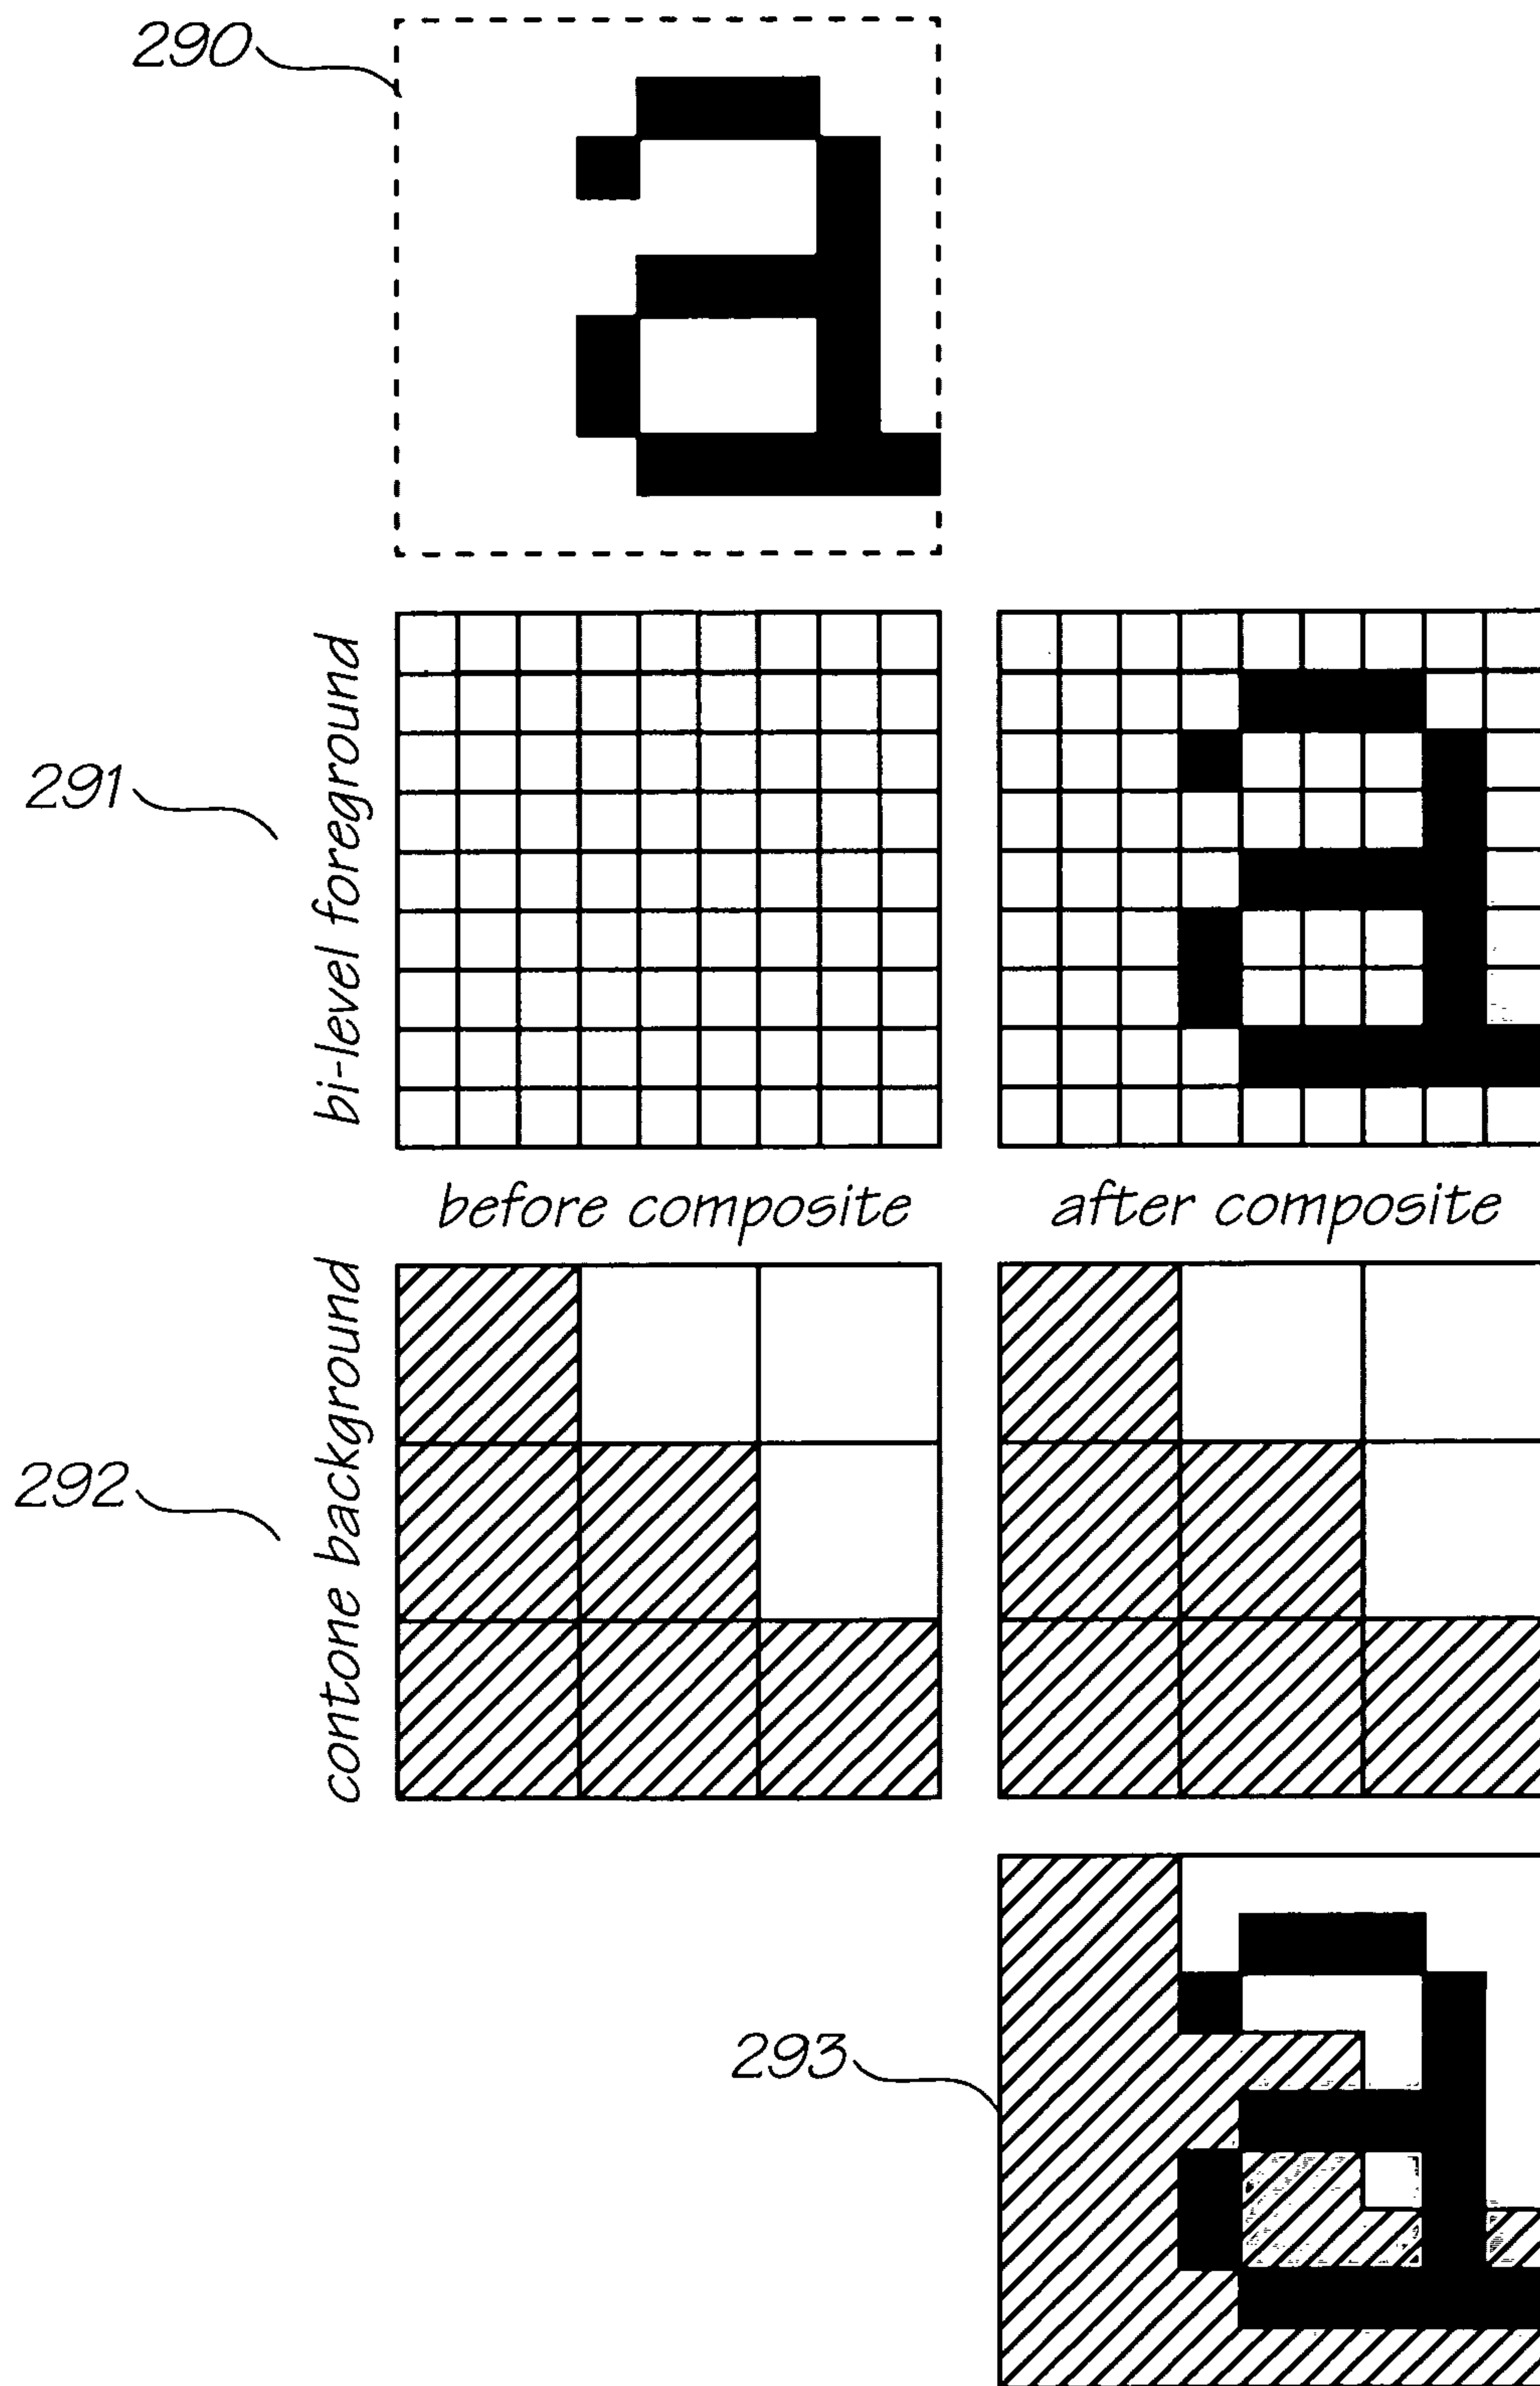 290
291
bi-level foreground
before composite
after composite
292
contone background
293